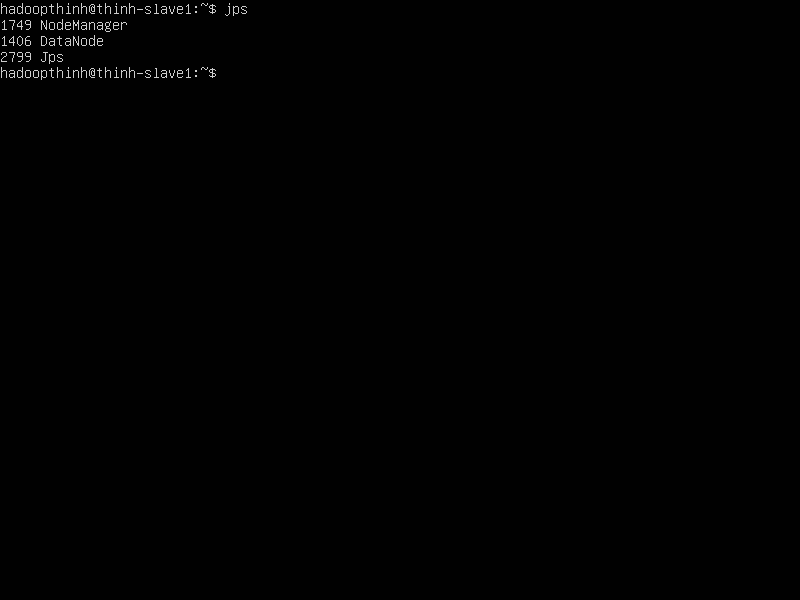 hadoopthinh@thinh-slave1:~$ jps
1749 NodeManager
1406 DataNode
2799 Jps
hadoopthinh@thinh-slave1:~$